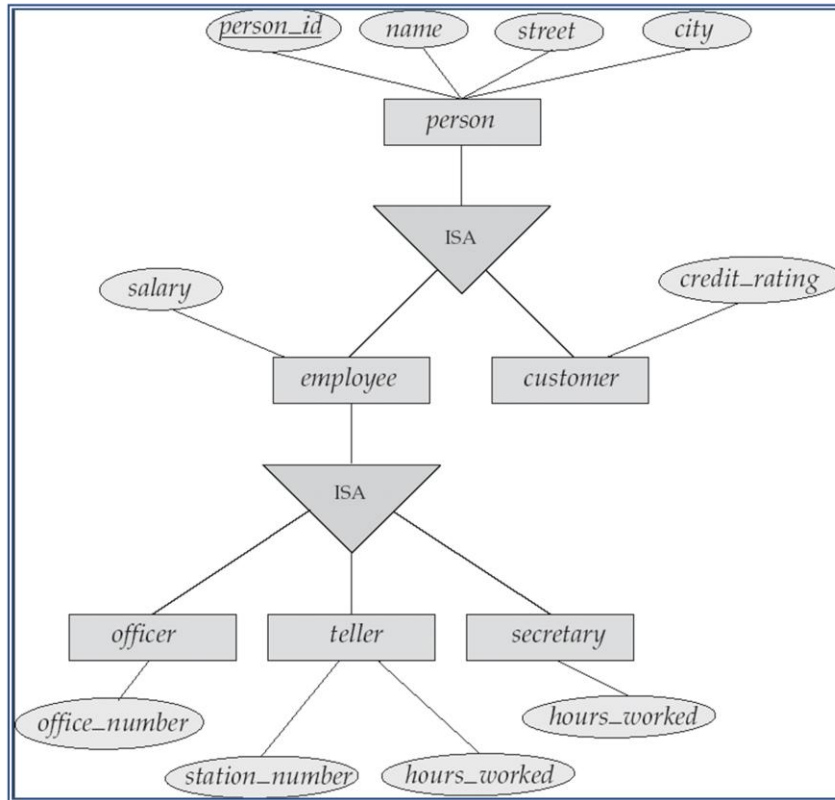 person_id name street city
person
ISA
salary credit_rating
employee customer
ISA
officer teller secretary
office_number hours_worked
station_number hours_worked